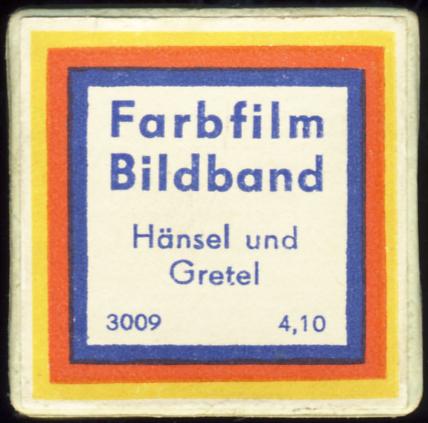 Farbfilm
Bildband
Hänsel und
Gretel
3009 4,10